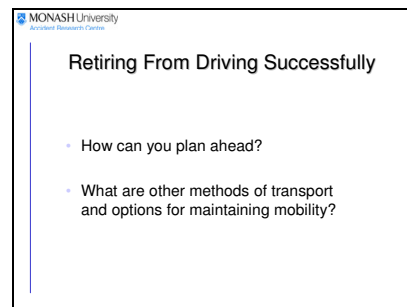 MONASH University
Accident Research Centre
Retiring From Driving Successfully
• How can you plan ahead?
• What are other methods of transport
and options for maintaining mobility?